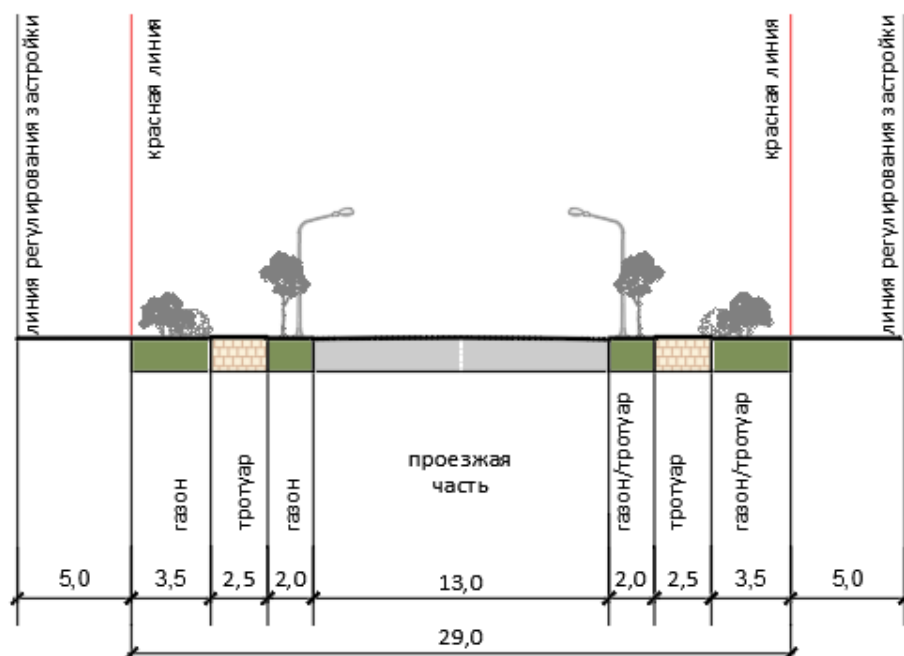 линия регулирования застройки
красная линия
красная линия
линия регулирования застройки
газон
тротуар
газон
проезжая
часть
газон/тротуар
тротуар
газон/тротуар
5,0
3,5
2,5
2,0
13,0
2,0
2,5
3,5
5,0
29,0